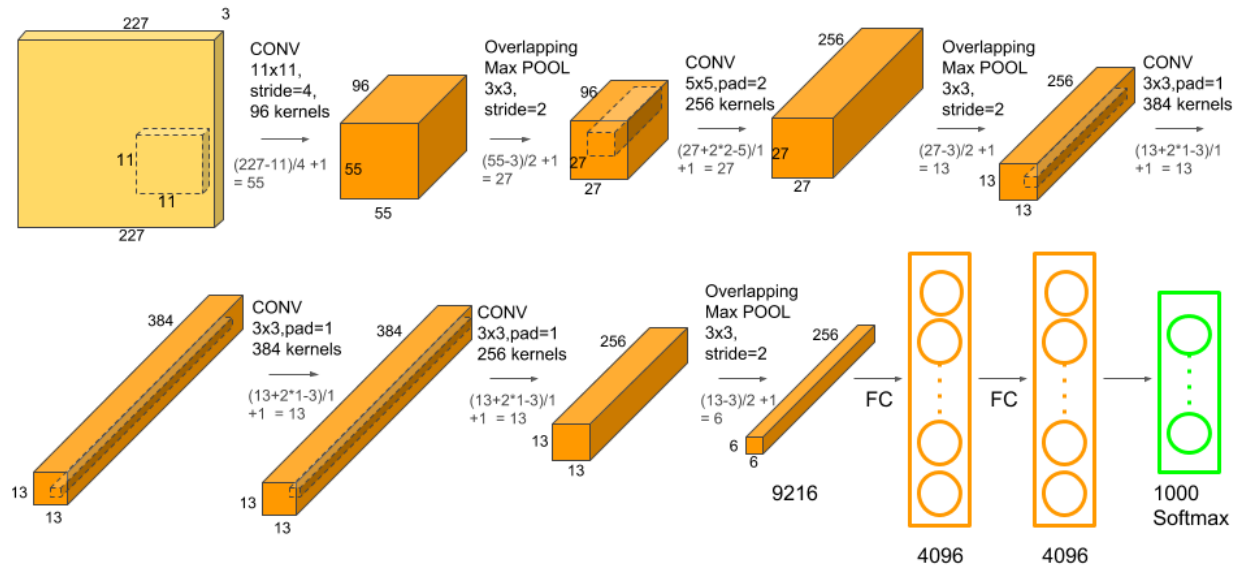 227
3
11
11
227
CONV
11x11,
stride=4,
96 kernels
(227-11)/4 +1
= 55
96
55
55
Overlapping
Max POOL
3x3,
stride=2
(55-3)/2 +1
= 27
96
27
27
CONV
5x5,pad=2
256 kernels
(27+2*2-5)/1
+1 = 27
256
27
27
Overlapping
Max POOL
3x3,
stride=2
(27-3)/2 +1
= 13
256
13
13
CONV
3x3,pad=1
384 kernels
(13+2*1-3)/1
+1 = 13
384
13
13
CONV
3x3,pad=1
384 kernels
(13+2*1-3)/1
+1 = 13
384
13
13
CONV
3x3,pad=1
256 kernels
(13+2*1-3)/1
+1 = 13
256
13
13
Overlapping
Max POOL
3x3,
stride=2
(13-3)/2 +1
= 6
256
6
6
9216
FC
4096
FC
4096
1000
Softmax